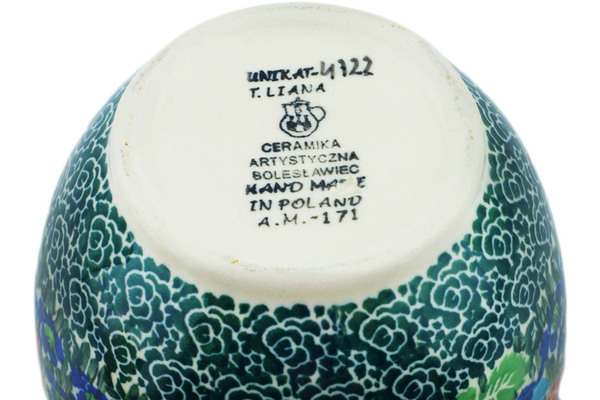 UNIKAT-4722
T. LIANA
CERAMIKA
ARTYSTYCZNA
BOLESŁAWIEC
HAND MADE
IN POLAND
A.M.-171